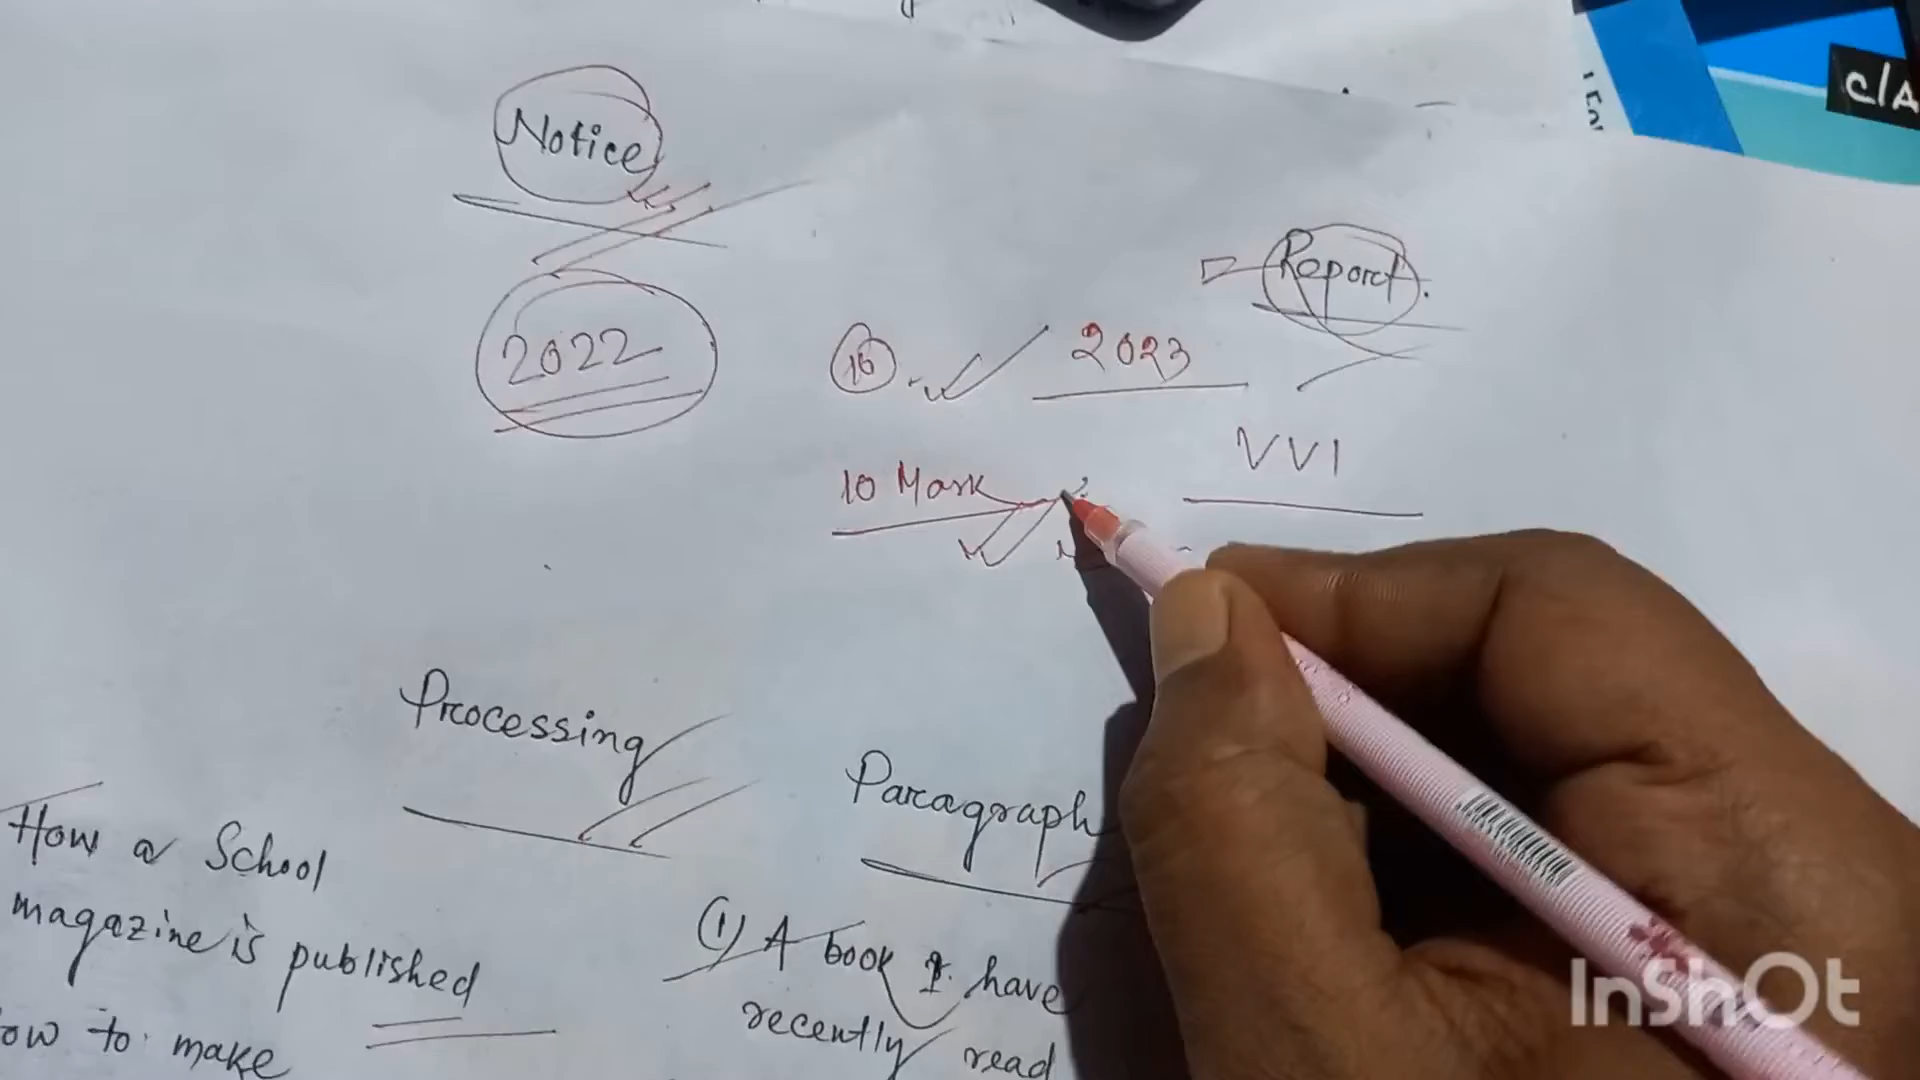 Notice
Reporct.
2022
16
2023
VVI
10 Mark
Processing
Paragraph
How a School
magazine is published
ow to make
(1) A book I have
recently read
C/A
InShOt